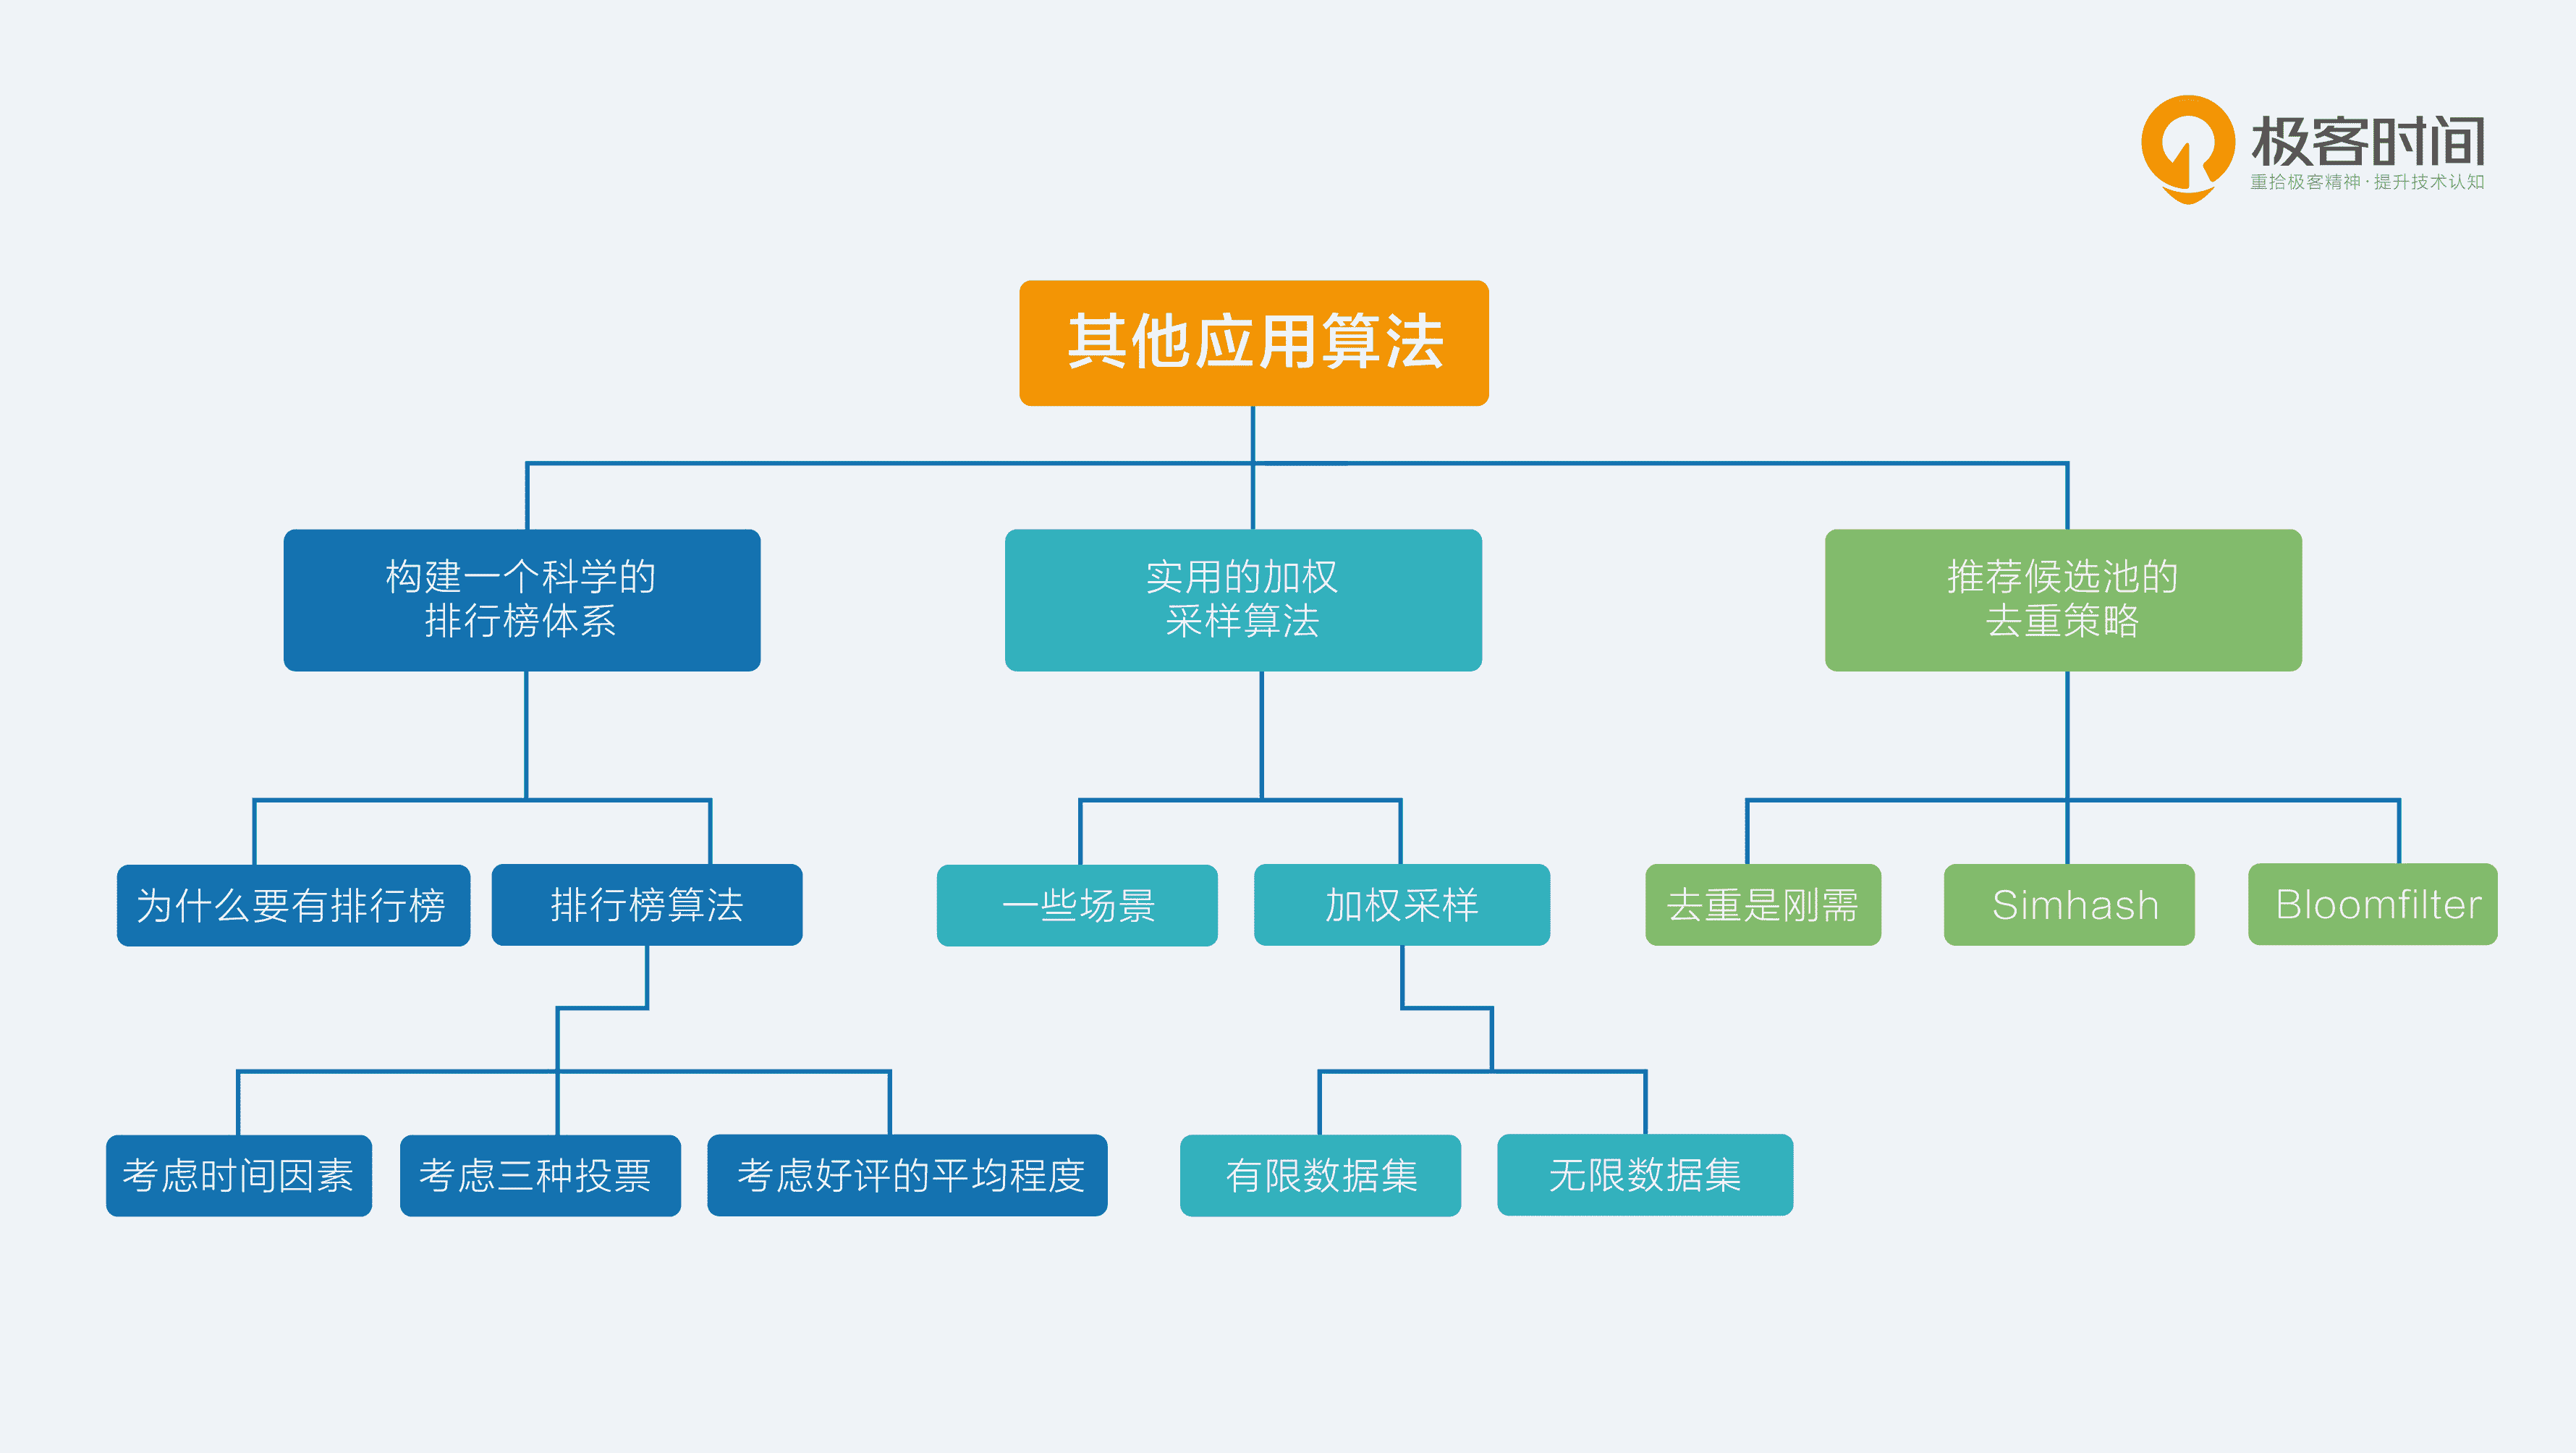 极客时间
重拾极客精神·提升技术认知
其他应用算法
构建一个科学的
排行榜体系
实用的加权
采样算法
推荐候选池的
去重策略
为什么要有排行榜
排行榜算法
一些场景
加权采样
去重是刚需
Simhash
Bloomfilter
考虑时间因素
考虑三种投票
考虑好评的平均程度
有限数据集
无限数据集